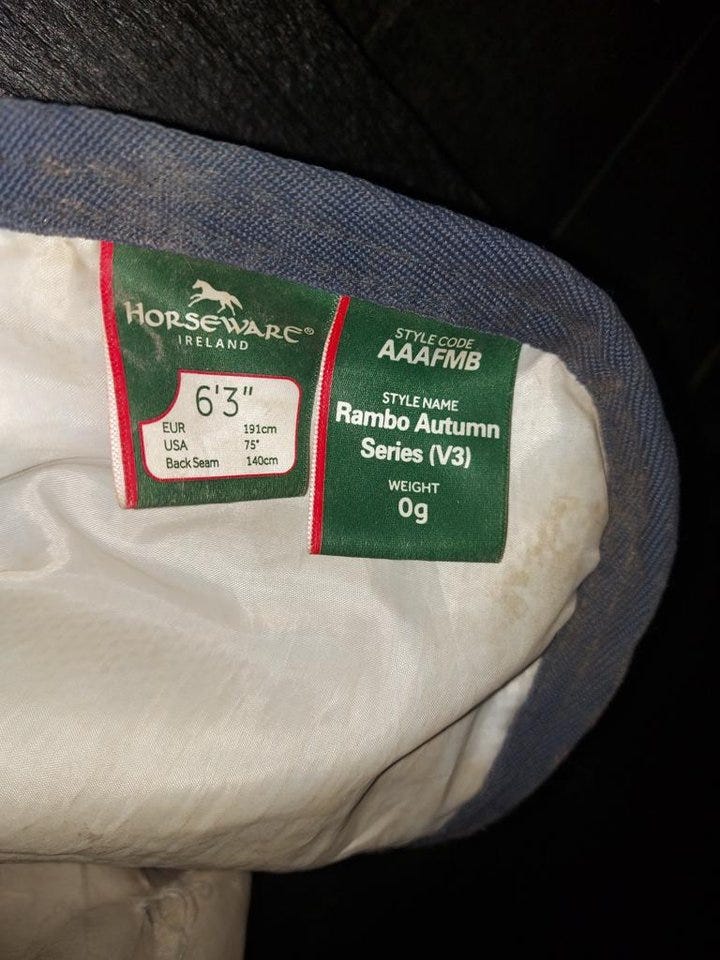 HORSEWARE®
IRELAND
6'3"
EUR 191cm
USA 75"
Back Seam 140cm
STYLE CODE
AAAFMB
STYLE NAME
Rambo Autumn
Series (V3)
WEIGHT
0g